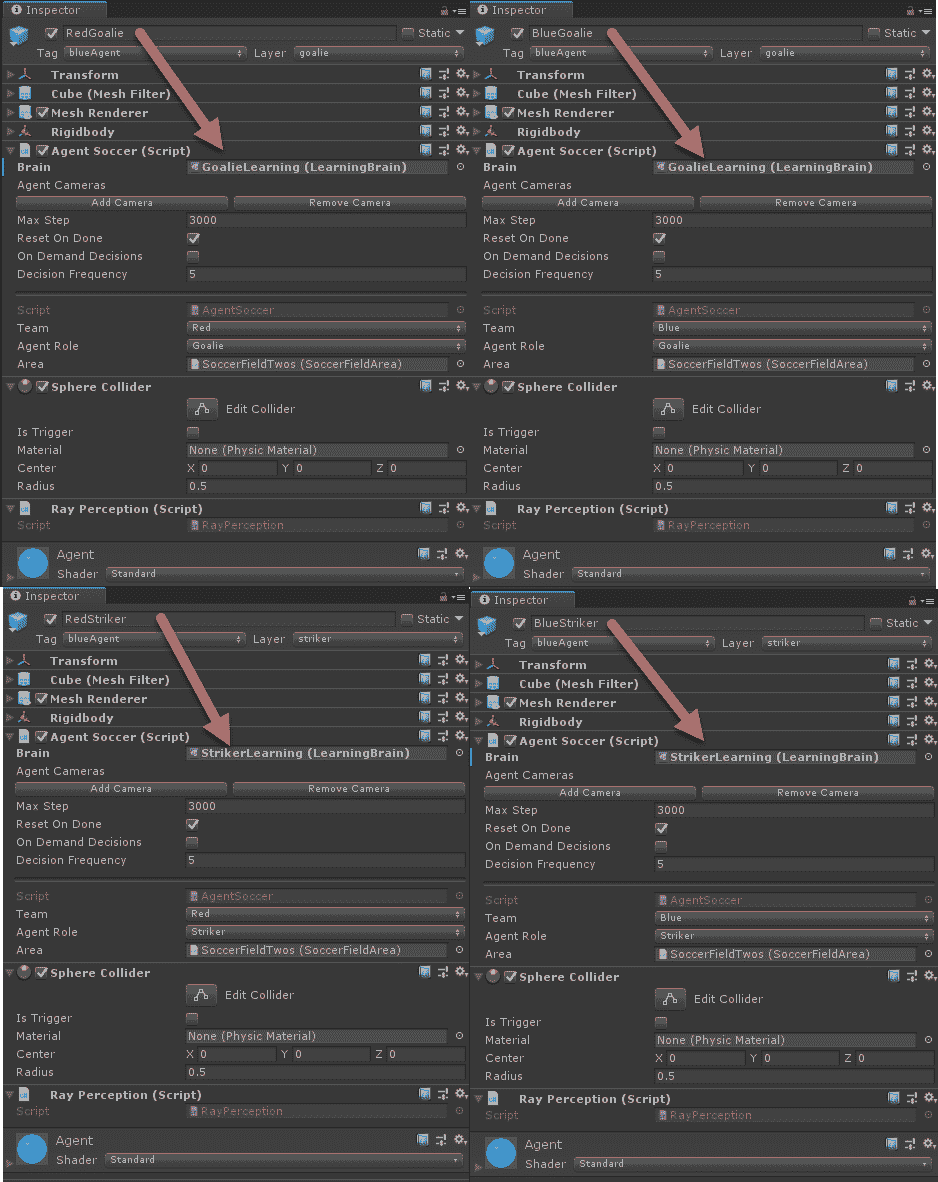 Inspector
RedGoalie Static
Tag blueAgent Layer goalie
Transform
Cube (Mesh Filter)
Mesh Renderer
Rigidbody
Agent Soccer (Script)
Brain GoalieLearning (LearningBrain)
Agent Cameras
Add Camera Remove Camera
Max Step 3000
Reset On Done
On Demand Decisions
Decision Frequency 5
Script AgentSoccer
Team Red
Agent Role Goalie
Area SoccerFieldTwos (SoccerFieldArea)
Sphere Collider
Edit Collider
Is Trigger
Material None (Physic Material)
Center X 0 Y 0 Z 0
Radius 0.5
Ray Perception (Script)
Script RayPerception
Agent
Shader Standard
Inspector
BlueGoalie Static
Tag blueAgent Layer goalie
Transform
Cube (Mesh Filter)
Mesh Renderer
Rigidbody
Agent Soccer (Script)
Brain GoalieLearning (LearningBrain)
Agent Cameras
Add Camera Remove Camera
Max Step 3000
Reset On Done
On Demand Decisions
Decision Frequency 5
Script AgentSoccer
Team Blue
Agent Role Goalie
Area SoccerFieldTwos (SoccerFieldArea)
Sphere Collider
Edit Collider
Is Trigger
Material None (Physic Material)
Center X 0 Y 0 Z 0
Radius 0.5
Ray Perception (Script)
Script RayPerception
Agent
Shader Standard
Inspector
RedStriker Static
Tag blueAgent Layer striker
Transform
Cube (Mesh Filter)
Mesh Renderer
Rigidbody
Agent Soccer (Script)
Brain StrikerLearning (LearningBrain)
Agent Cameras
Add Camera Remove Camera
Max Step 3000
Reset On Done
On Demand Decisions
Decision Frequency 5
Script AgentSoccer
Team Red
Agent Role Striker
Area SoccerFieldTwos (SoccerFieldArea)
Sphere Collider
Edit Collider
Is Trigger
Material None (Physic Material)
Center X 0 Y 0 Z 0
Radius 0.5
Ray Perception (Script)
Script RayPerception
Agent
Shader Standard
Inspector
BlueStriker Static
Tag blueAgent Layer striker
Transform
Cube (Mesh Filter)
Mesh Renderer
Rigidbody
Agent Soccer (Script)
Brain StrikerLearning (LearningBrain)
Agent Cameras
Add Camera Remove Camera
Max Step 3000
Reset On Done
On Demand Decisions
Decision Frequency 5
Script AgentSoccer
Team Blue
Agent Role Striker
Area SoccerFieldTwos (SoccerFieldArea)
Sphere Collider
Edit Collider
Is Trigger
Material None (Physic Material)
Center X 0 Y 0 Z 0
Radius 0.5
Ray Perception (Script)
Script RayPerception
Agent
Shader Standard